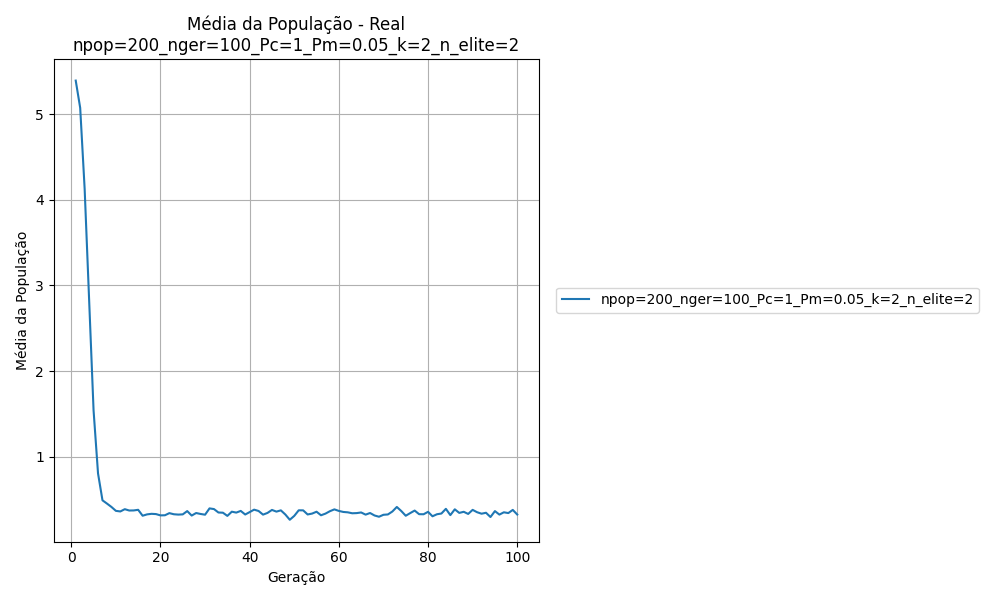 Média da População - Real
npop=200_nger=100_Pc=1_Pm=0.05_k=2_n_elite=2
Média da População
5
4
3
2
1
0
20
40
60
80
100
Geração
npop=200_nger=100_Pc=1_Pm=0.05_k=2_n_elite=2